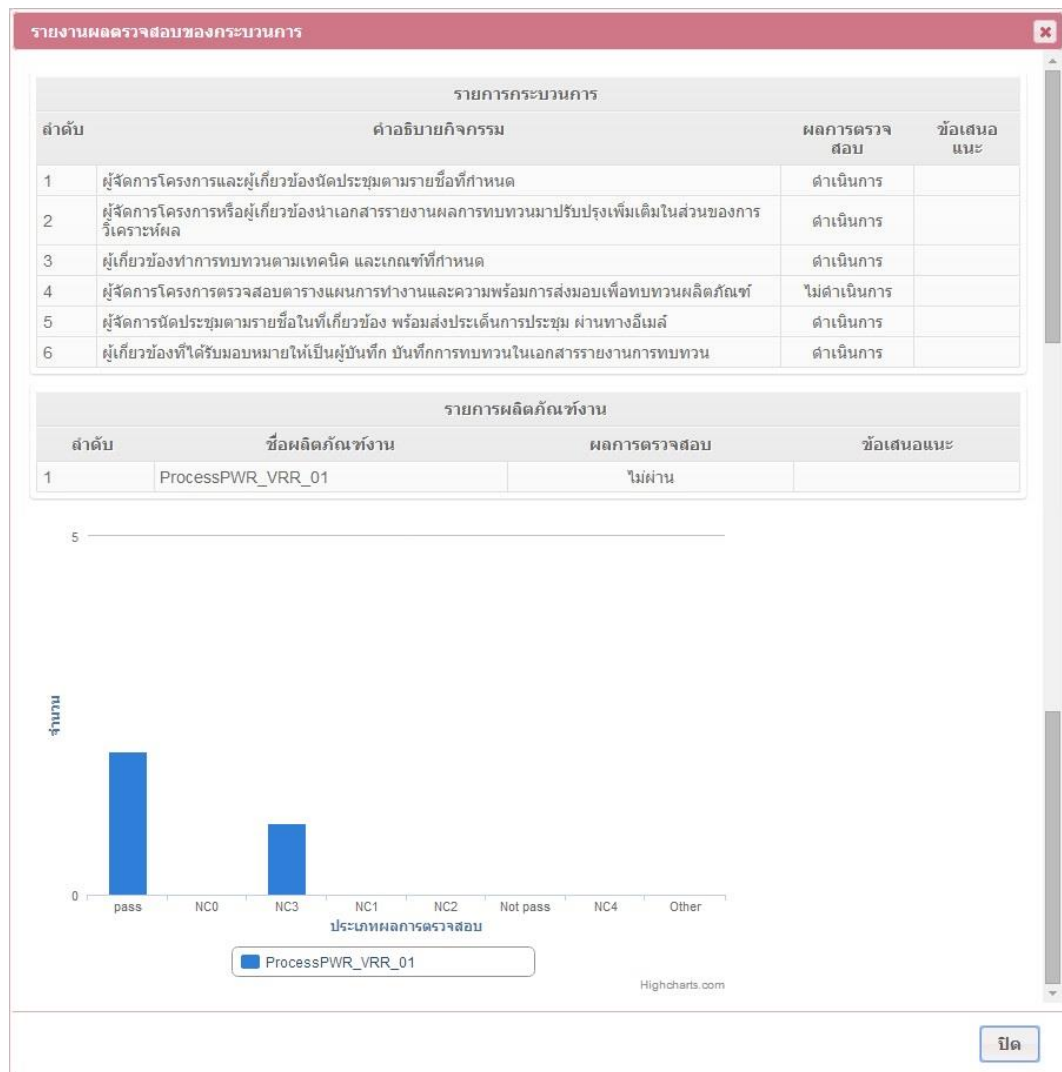 รายงานผลตรวจสอบของกระบวนการ
รายการกระบวนการ
ลำดับ คำอธิบายกิจกรรม ผลการตรวจ ข้อเสนอ
สอบ แนะ
1 ผู้จัดการโครงการและผู้เกี่ยวข้องนัดประชุมตามรายชื่อที่กำหนด ดำเนินการ
2 ผู้จัดการโครงการหรือผู้เกี่ยวข้องนำเอกสารรายงานผลการทบทวนมาปรับปรุงเพิ่มเติมในส่วนของการ
วิเคราะห์ผล ดำเนินการ
3 ผู้เกี่ยวข้องทำการทบทวนตามเทคนิค และเกณฑ์ที่กำหนด ดำเนินการ
4 ผู้จัดการโครงการตรวจสอบตารางแผนการทำงานและความพร้อมการส่งมอบเพื่อทบทวนผลิตภัณฑ์ ไม่ดำเนินการ
5 ผู้จัดการนัดประชุมตามรายชื่อในที่เกี่ยวข้อง พร้อมส่งประเด็นการประชุม ผ่านทางอีเมล์ ดำเนินการ
6 ผู้เกี่ยวข้องที่ได้รับมอบหมายให้เป็นผู้บันทึก บันทึกการทบทวนในเอกสารรายงานการทบทวน ดำเนินการ
รายการผลิตภัณฑ์งาน
ลำดับ ชื่อผลิตภัณฑ์งาน ผลการตรวจสอบ ข้อเสนอแนะ
1 ProcessPWR_VRR_01 ไม่ผ่าน
5
จำนวน
0
pass NC0 NC3 NC1 NC2 Not pass NC4 Other
ประเภทผลการตรวจสอบ
ProcessPWR_VRR_01
Highcharts.com
ปิด